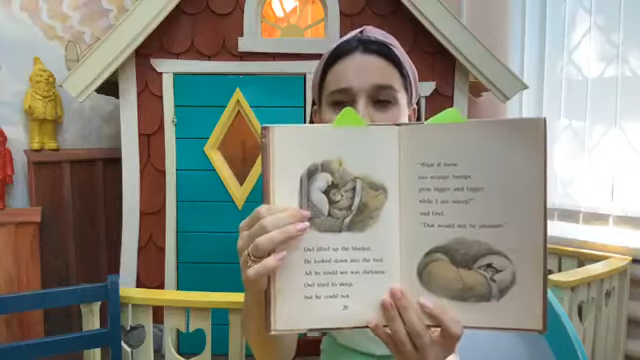 Owl lifted up the blanket.
He looked down into the bed.
All he could see was darkness.
Owl tried to sleep,
but he could not.
20
"What if those
two strange bumps
grow bigger and bigger
while I am asleep?"
said Owl.
"That would not be pleasant."